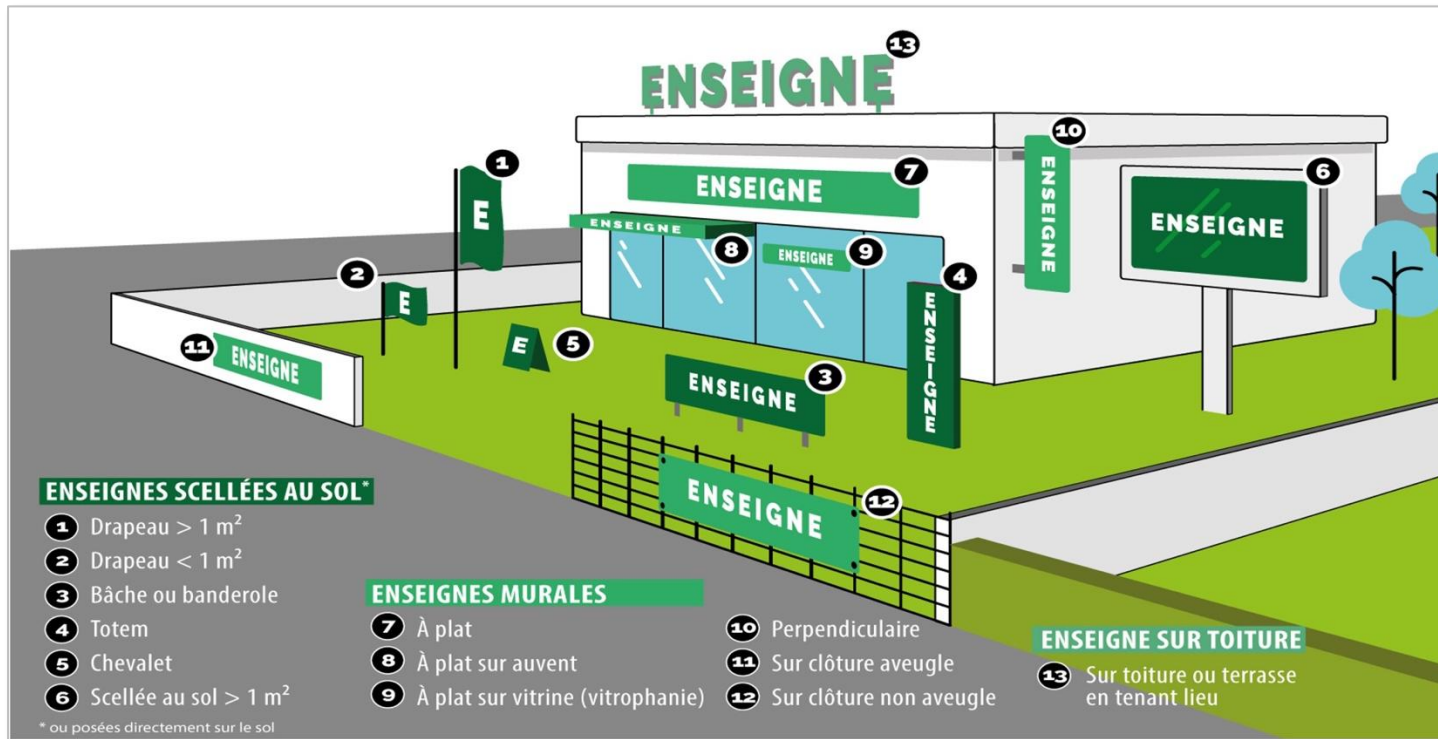 ENSEIGNE
13
10
ENSEIGNE
1
E
7
ENSEIGNE
6
ENSEIGNE
ENSEIGNE
8
ENSEIGNE
9
2
E
4
ENSEIGNE
11
ENSEIGNE
E
5
3
ENSEIGNE
ENSEIGNE
12
ENSEIGNES SCELLÉES AU SOL*
1 Drapeau > 1 m²
2 Drapeau < 1 m²
3 Bâche ou banderole
4 Totem
5 Chevalet
6 Scellée au sol > 1 m²
* ou posées directement sur le sol
ENSEIGNES MURALES
7 À plat
8 À plat sur auvent
9 À plat sur vitrine (vitrophanie)
10 Perpendiculaire
11 Sur clôture aveugle
12 Sur clôture non aveugle
ENSEIGNE SUR TOITURE
13 Sur toiture ou terrasse
en tenant lieu